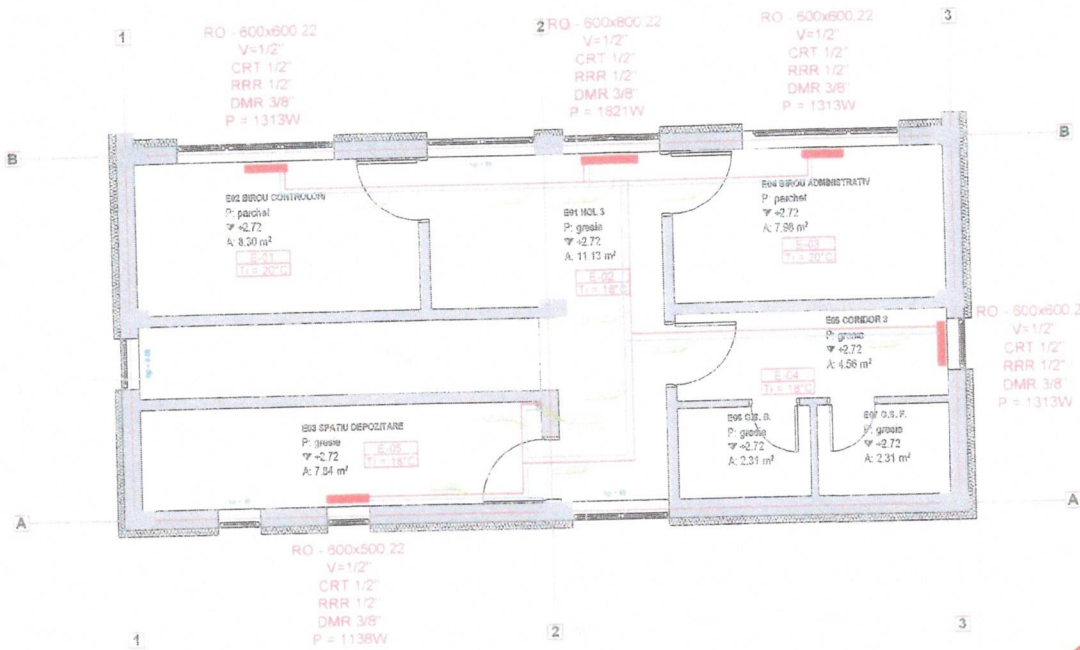 1
2
3
RO - 600x600.22
V=1/2"
CRT 1/2"
RRR 1/2"
DMR 3/8"
P = 1313W
RO - 600x800.22
V=1/2"
CRT 1/2"
RRR 1/2"
DMR 3/8"
P = 1821W
RO - 600x600.22
V=1/2"
CRT 1/2"
RRR 1/2"
DMR 3/8"
P = 1313W
B
B
E02 BIROU CONTROLORI
P: parchet
+2.72
A: 8.30 m²
E-01
Ti = 20°C
E01 HOL 3
P: gresie
+2.72
A: 11.13 m²
E-02
Ti = 18°C
E04 BIROU ADMINISTRATIV
P: parchet
+2.72
A: 7.98 m²
E-03
Ti = 20°C
E05 CORIDOR 2
P: gresie
+2.72
A: 4.56 m²
E-04
Ti = 18°C
RO - 600x600.2
V=1/2"
CRT 1/2"
RRR 1/2"
DMR 3/8"
P = 1313W
E03 SPATIU DEPOZITARE
P: gresie
+2.72
A: 7.84 m²
E-05
Ti = 18°C
E06 G.S. B.
P: gresie
+2.72
A: 2.31 m²
E07 G.S. F.
P: gresie
+2.72
A: 2.31 m²
A
A
RO - 600x500.22
V=1/2"
CRT 1/2"
RRR 1/2"
DMR 3/8"
P = 1138W
1
2
3